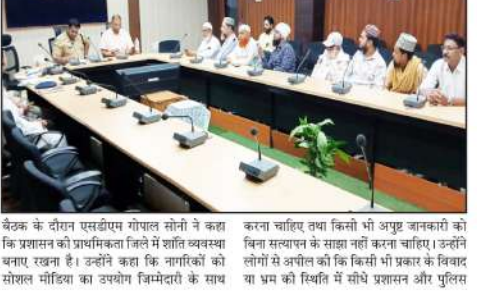 बैठक के दौरान एसडीएम गोपाल सोनी ने कहा
कि प्रशासन की प्राथमिकता जिले में शांति व्यवस्था
बनाए रखना है। उन्होंने कहा कि नागरिकों को
सोशल मीडिया का उपयोग जिम्मेदारी के साथ
करना चाहिए तथा किसी भी अपुष्ट जानकारी को
बिना सत्यापन के साझा नहीं करना चाहिए। उन्होंने
लोगों से अपील की कि किसी भी प्रकार के विवाद
या भ्रम की स्थिति में सीधे प्रशासन और पुलिस